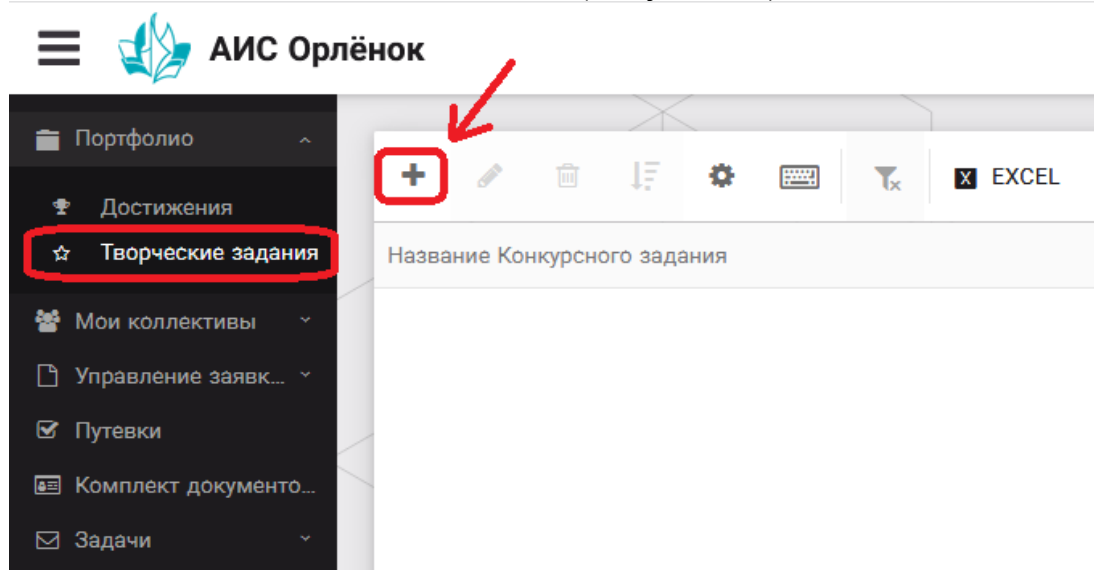 АИС Орлёнок
Портфолио
Достижения
Творческие задания
Мои коллективы
Управление заявк...
Путевки
Комплект документо...
Задачи
X EXCEL
Название Конкурсного задания